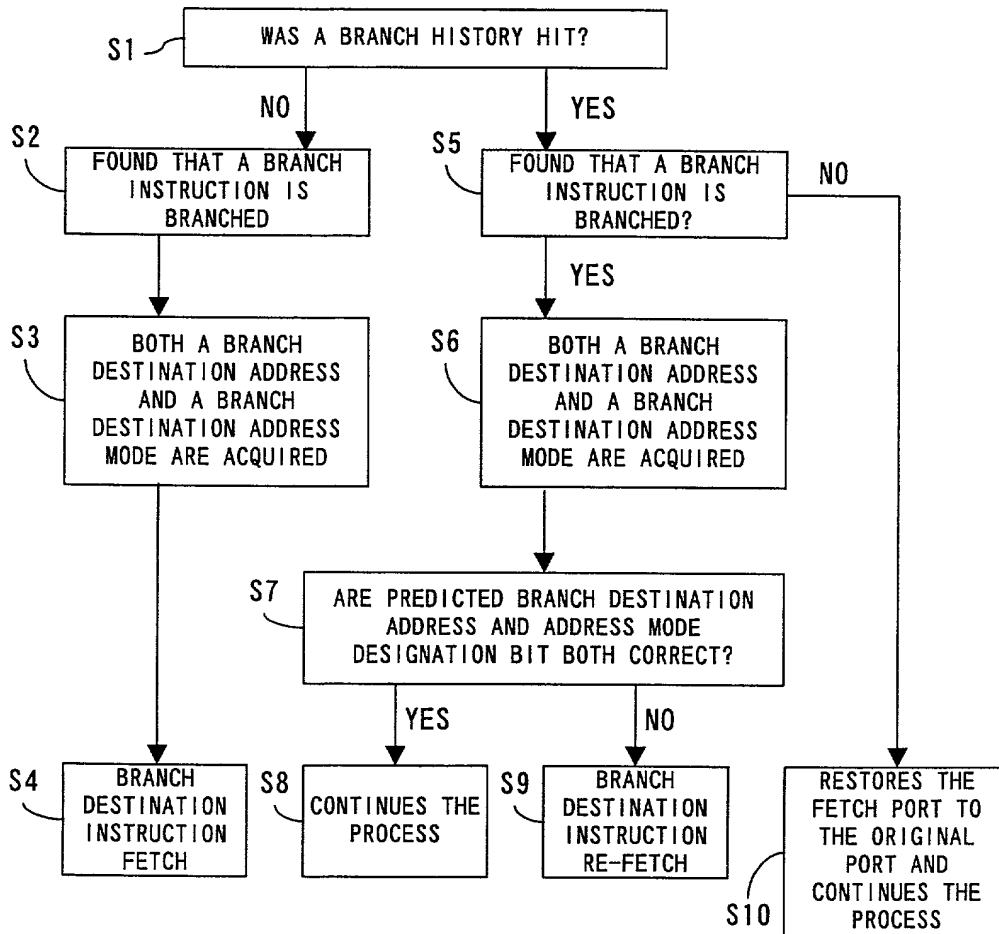 S1
WAS A BRANCH HISTORY HIT?
NO
YES
S2
FOUND THAT A BRANCH
INSTRUCTION IS
BRANCHED
S5
FOUND THAT A BRANCH
INSTRUCTION IS
BRANCHED?
NO
YES
S3
BOTH A BRANCH
DESTINATION ADDRESS
AND A BRANCH
DESTINATION ADDRESS
MODE ARE ACQUIRED
S6
BOTH A BRANCH
DESTINATION ADDRESS
AND A BRANCH
DESTINATION ADDRESS
MODE ARE ACQUIRED
S7
ARE PREDICTED BRANCH DESTINATION
ADDRESS AND ADDRESS MODE
DESIGNATION BIT BOTH CORRECT?
YES
NO
S4
BRANCH
DESTINATION
INSTRUCTION
FETCH
S8
CONTINUES THE
PROCESS
S9
BRANCH
DESTINATION
INSTRUCTION
RE-FETCH
S10
RESTORES THE
FETCH PORT TO
THE ORIGINAL
PORT AND
CONTINUES THE
PROCESS